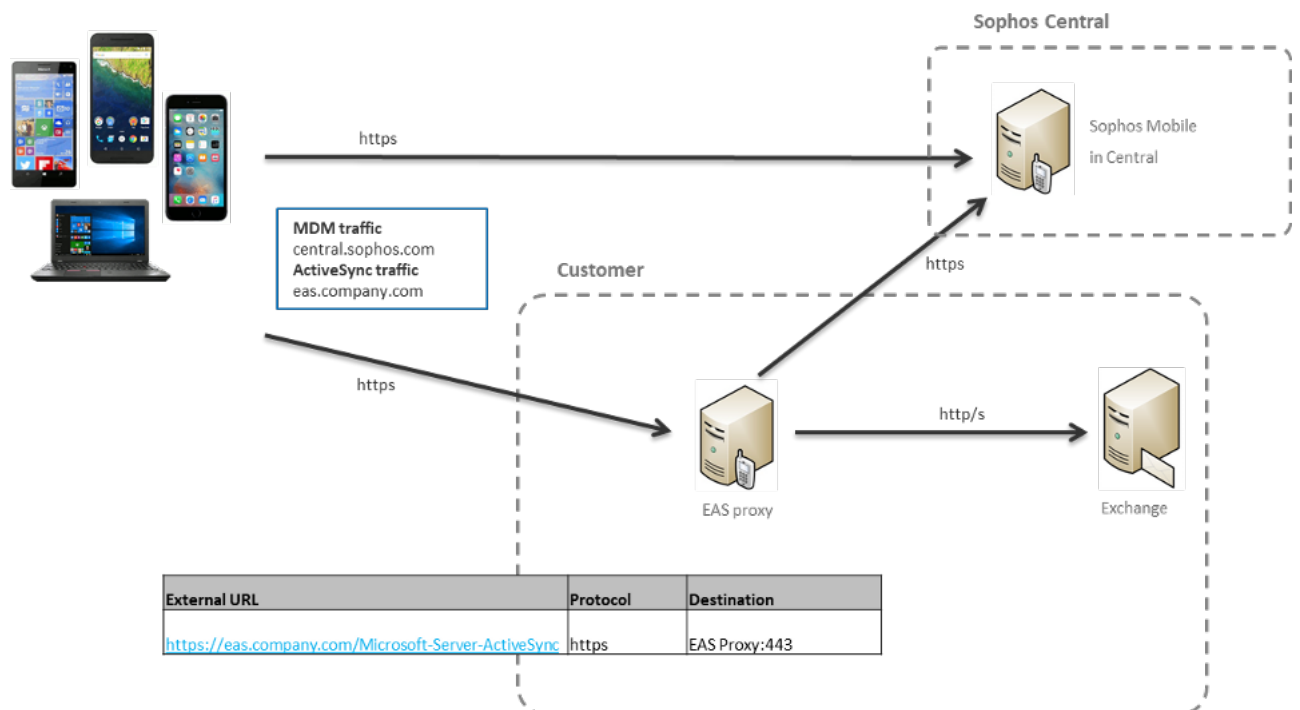 Sophos Central
https
Sophos Mobile
in Central
MDM traffic
central.sophos.com
ActiveSync traffic
eas.company.com
https
Customer
https
http/s
EAS proxy
Exchange
External URL Protocol Destination
https://eas.company.com/Microsoft-Server-ActiveSync https EAS Proxy:443